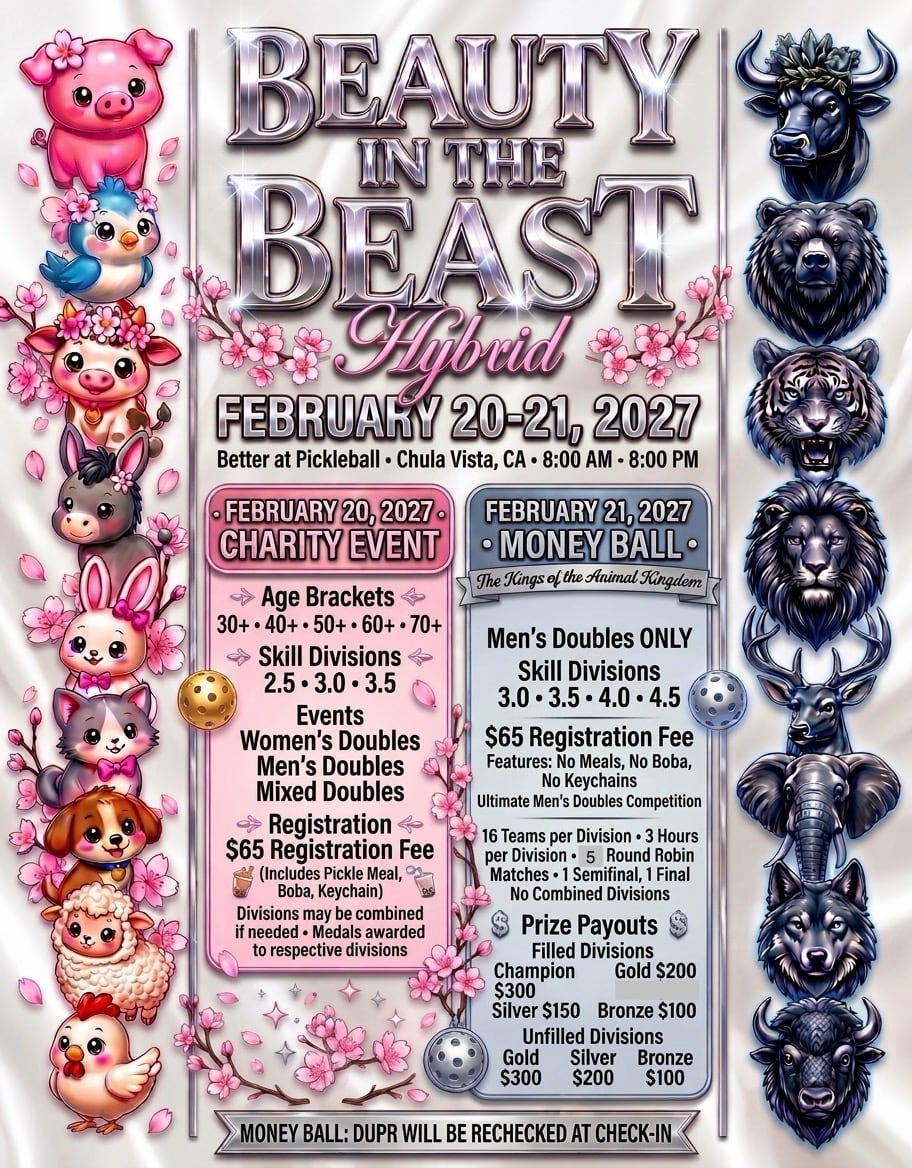 BEAUTY
IN THE
BEAST
Hybrid
FEBRUARY 20-21, 2027
Better at Pickleball • Chula Vista, CA • 8:00 AM - 8:00 PM
• FEBRUARY 20, 2027 •
CHARITY EVENT
Age Brackets
30+ • 40+ • 50+ • 60+ • 70+
Skill Divisions
2.5 • 3.0 • 3.5
Events
Women's Doubles
Men's Doubles
Mixed Doubles
Registration
$65 Registration Fee
(Includes Pickle Meal,
Boba, Keychain)
Divisions may be combined
if needed • Medals awarded
to respective divisions
FEBRUARY 21, 2027
• MONEY BALL •
The Kings of the Animal Kingdom
Men's Doubles ONLY
Skill Divisions
3.0 • 3.5 • 4.0 • 4.5
$65 Registration Fee
Features: No Meals, No Boba,
No Keychains
Ultimate Men's Doubles Competition
16 Teams per Division • 3 Hours
per Division • 5 Round Robin
Matches • 1 Semifinal, 1 Final
No Combined Divisions
Prize Payouts
Filled Divisions
Champion Gold $200
$300
Silver $150 Bronze $100
Unfilled Divisions
Gold Silver Bronze
$300 $200 $100
MONEY BALL: DUPR WILL BE RECHECKED AT CHECK-IN